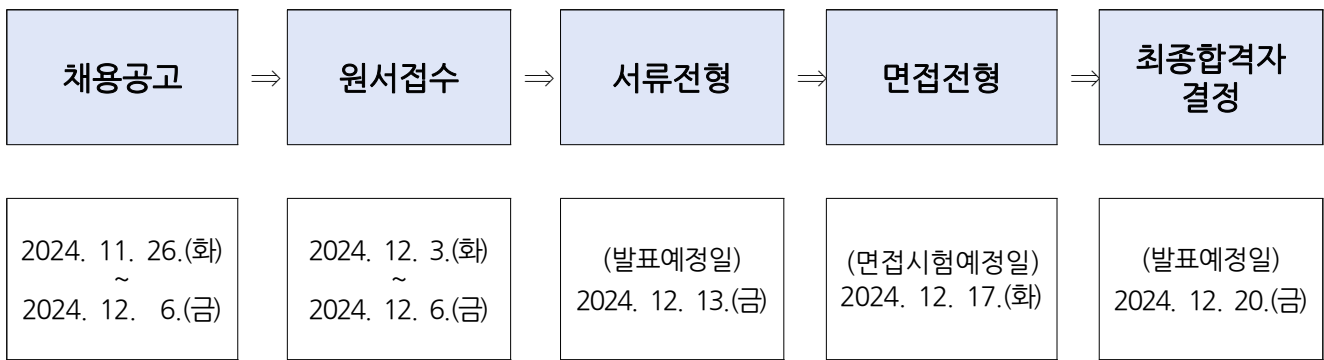 채용공고 ⇒ 원서접수 ⇒ 서류전형 ⇒ 면접전형 ⇒ 최종합격자
결정
2024. 11. 26.(화)
~
2024. 12. 6.(금)
2024. 12. 3.(화)
~
2024. 12. 6.(금)
(발표예정일)
2024. 12. 13.(금)
(면접시험예정일)
2024. 12. 17.(화)
(발표예정일)
2024. 12. 20.(금)